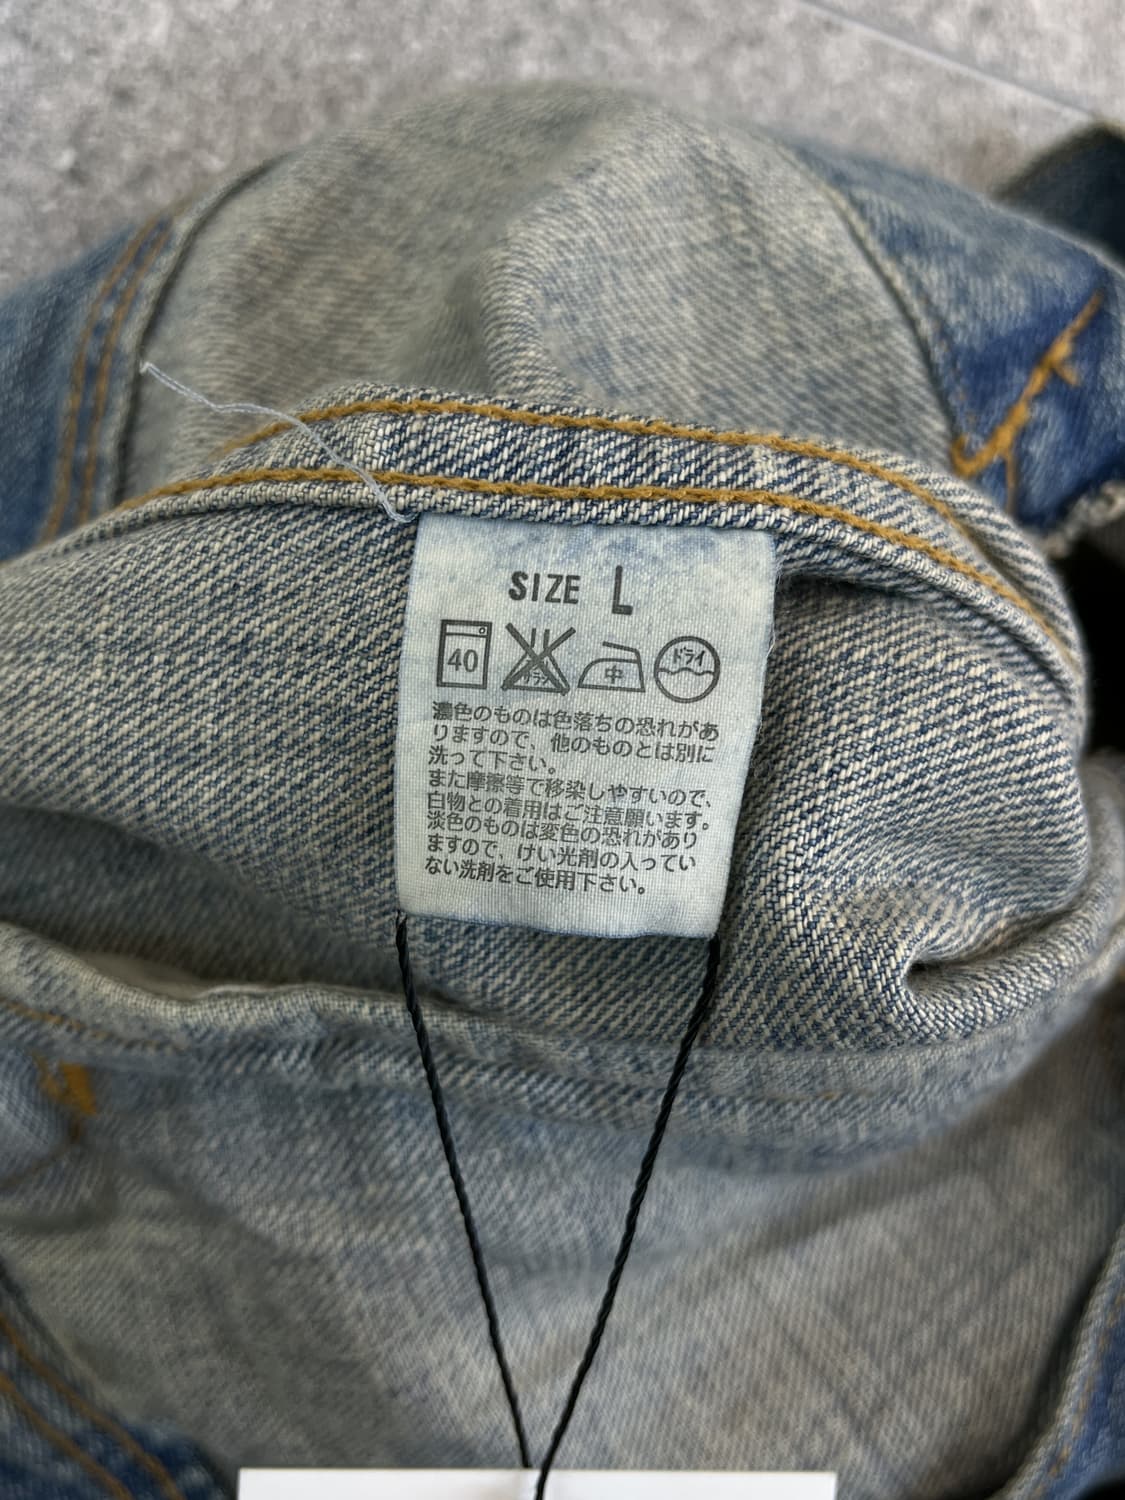 SIZE L
40 中 ドライ
濃色のものは色落ちの恐れがあ
りますので、他のものとは別に
洗って下さい。
また摩擦等で移染しやすいので、
白物との着用はご注意願います。
淡色のものは変色の恐れがあり
ますので、けい光剤の入ってい
ない洗剤をご使用下さい。